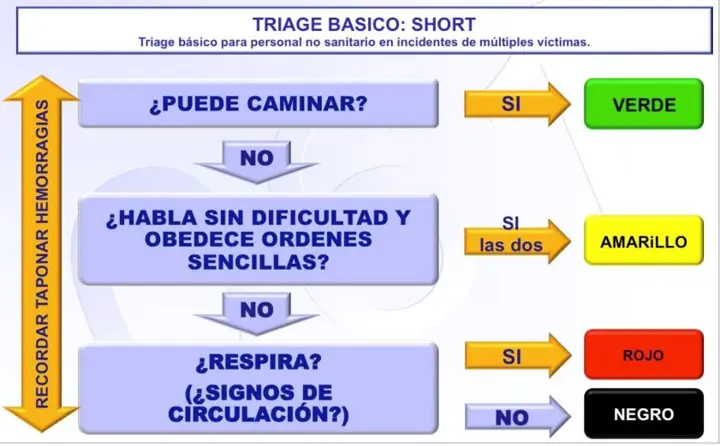 TRIAGE BASICO: SHORT
Triage básico para personal no sanitario en incidentes de múltiples víctimas.
RECORDAR TAPONAR HEMORRAGIAS
¿PUEDE CAMINAR?
SI
VERDE
NO
¿HABLA SIN DIFICULTAD Y
OBEDECE ORDENES
SENCILLAS?
SI
las dos
AMARiLLO
NO
¿RESPIRA?
(¿SIGNOS DE
CIRCULACIÓN?)
SI
ROJO
NO
NEGRO